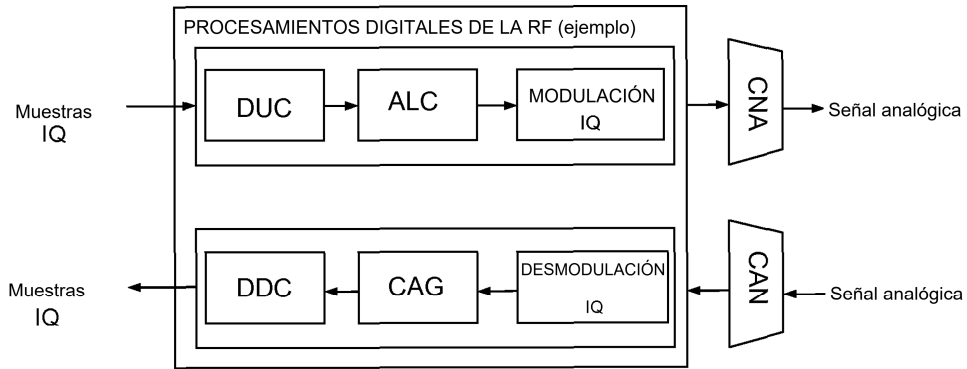 PROCESAMIENTOS DIGITALES DE LA RF (ejemplo)
Muestras
IQ
DUC
ALC
MODULACIÓN
IQ
CNA
Señal analógica
Muestras
IQ
DDC
CAG
DESMODULACIÓN
IQ
CAN
Señal analógica